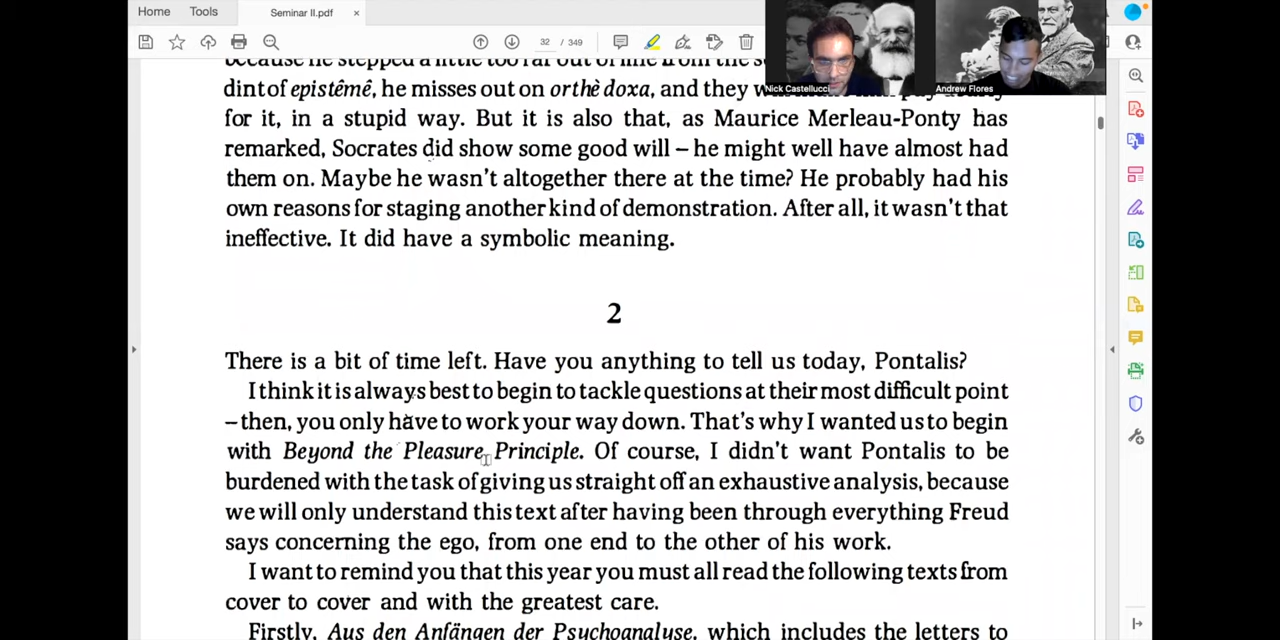 Home Tools Seminar II.pdf ×
32 / 349
Nick Castellucci Andrew Flores
because he stepped a little too far out of line from the
dint of epistêmê, he misses out on orthè doxa, and they
for it, in a stupid way. But it is also that, as Maurice Merleau-Ponty has
remarked, Socrates did show some good will – he might well have almost had
them on. Maybe he wasn't altogether there at the time? He probably had his
own reasons for staging another kind of demonstration. After all, it wasn't that
ineffective. It did have a symbolic meaning.
2
There is a bit of time left. Have you anything to tell us today, Pontalis?
I think it is always best to begin to tackle questions at their most difficult point
– then, you only have to work your way down. That's why I wanted us to begin
with Beyond the Pleasure Principle. Of course, I didn't want Pontalis to be
burdened with the task of giving us straight off an exhaustive analysis, because
we will only understand this text after having been through everything Freud
says concerning the ego, from one end to the other of his work.
I want to remind you that this year you must all read the following texts from
cover to cover and with the greatest care.
Firstly, Aus den Anfängen der Psychoanalyse, which includes the letters to